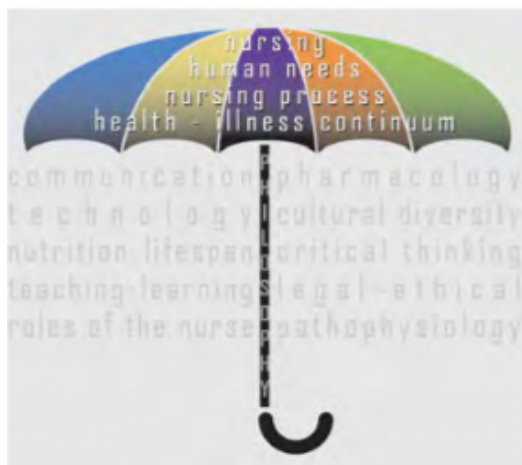 nursing
human needs
nursing process
health - illness continuum
communication pharmacology
technology cultural diversity
nutrition lifespan critical thinking
teaching-learning legal-ethical
roles of the nurse pathophysiology
PHILOSOPHY